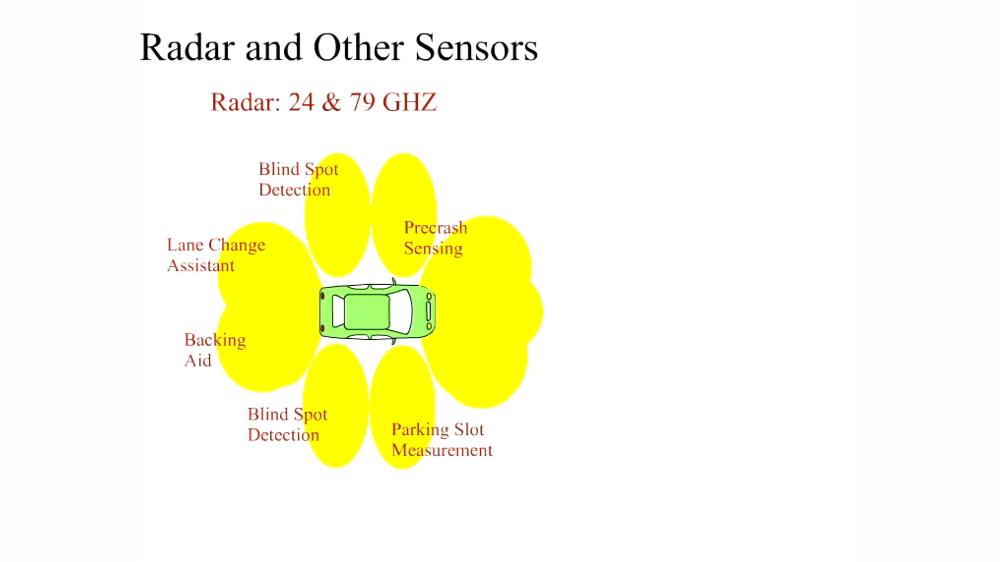 Radar and Other Sensors
Radar: 24 & 79 GHZ
Blind Spot
Detection
Precrash
Sensing
Lane Change
Assistant
Backing
Aid
Blind Spot
Detection
Parking Slot
Measurement